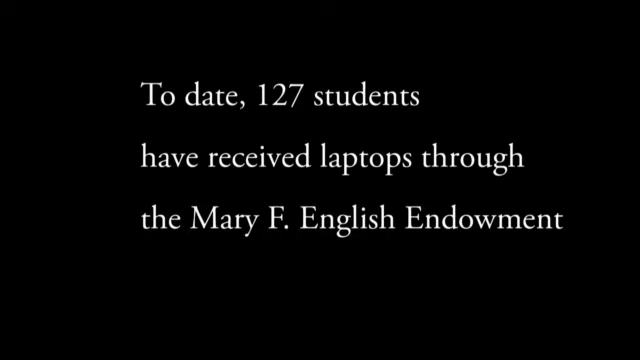 To date, 127 students
have received laptops through
the Mary F. English Endowment